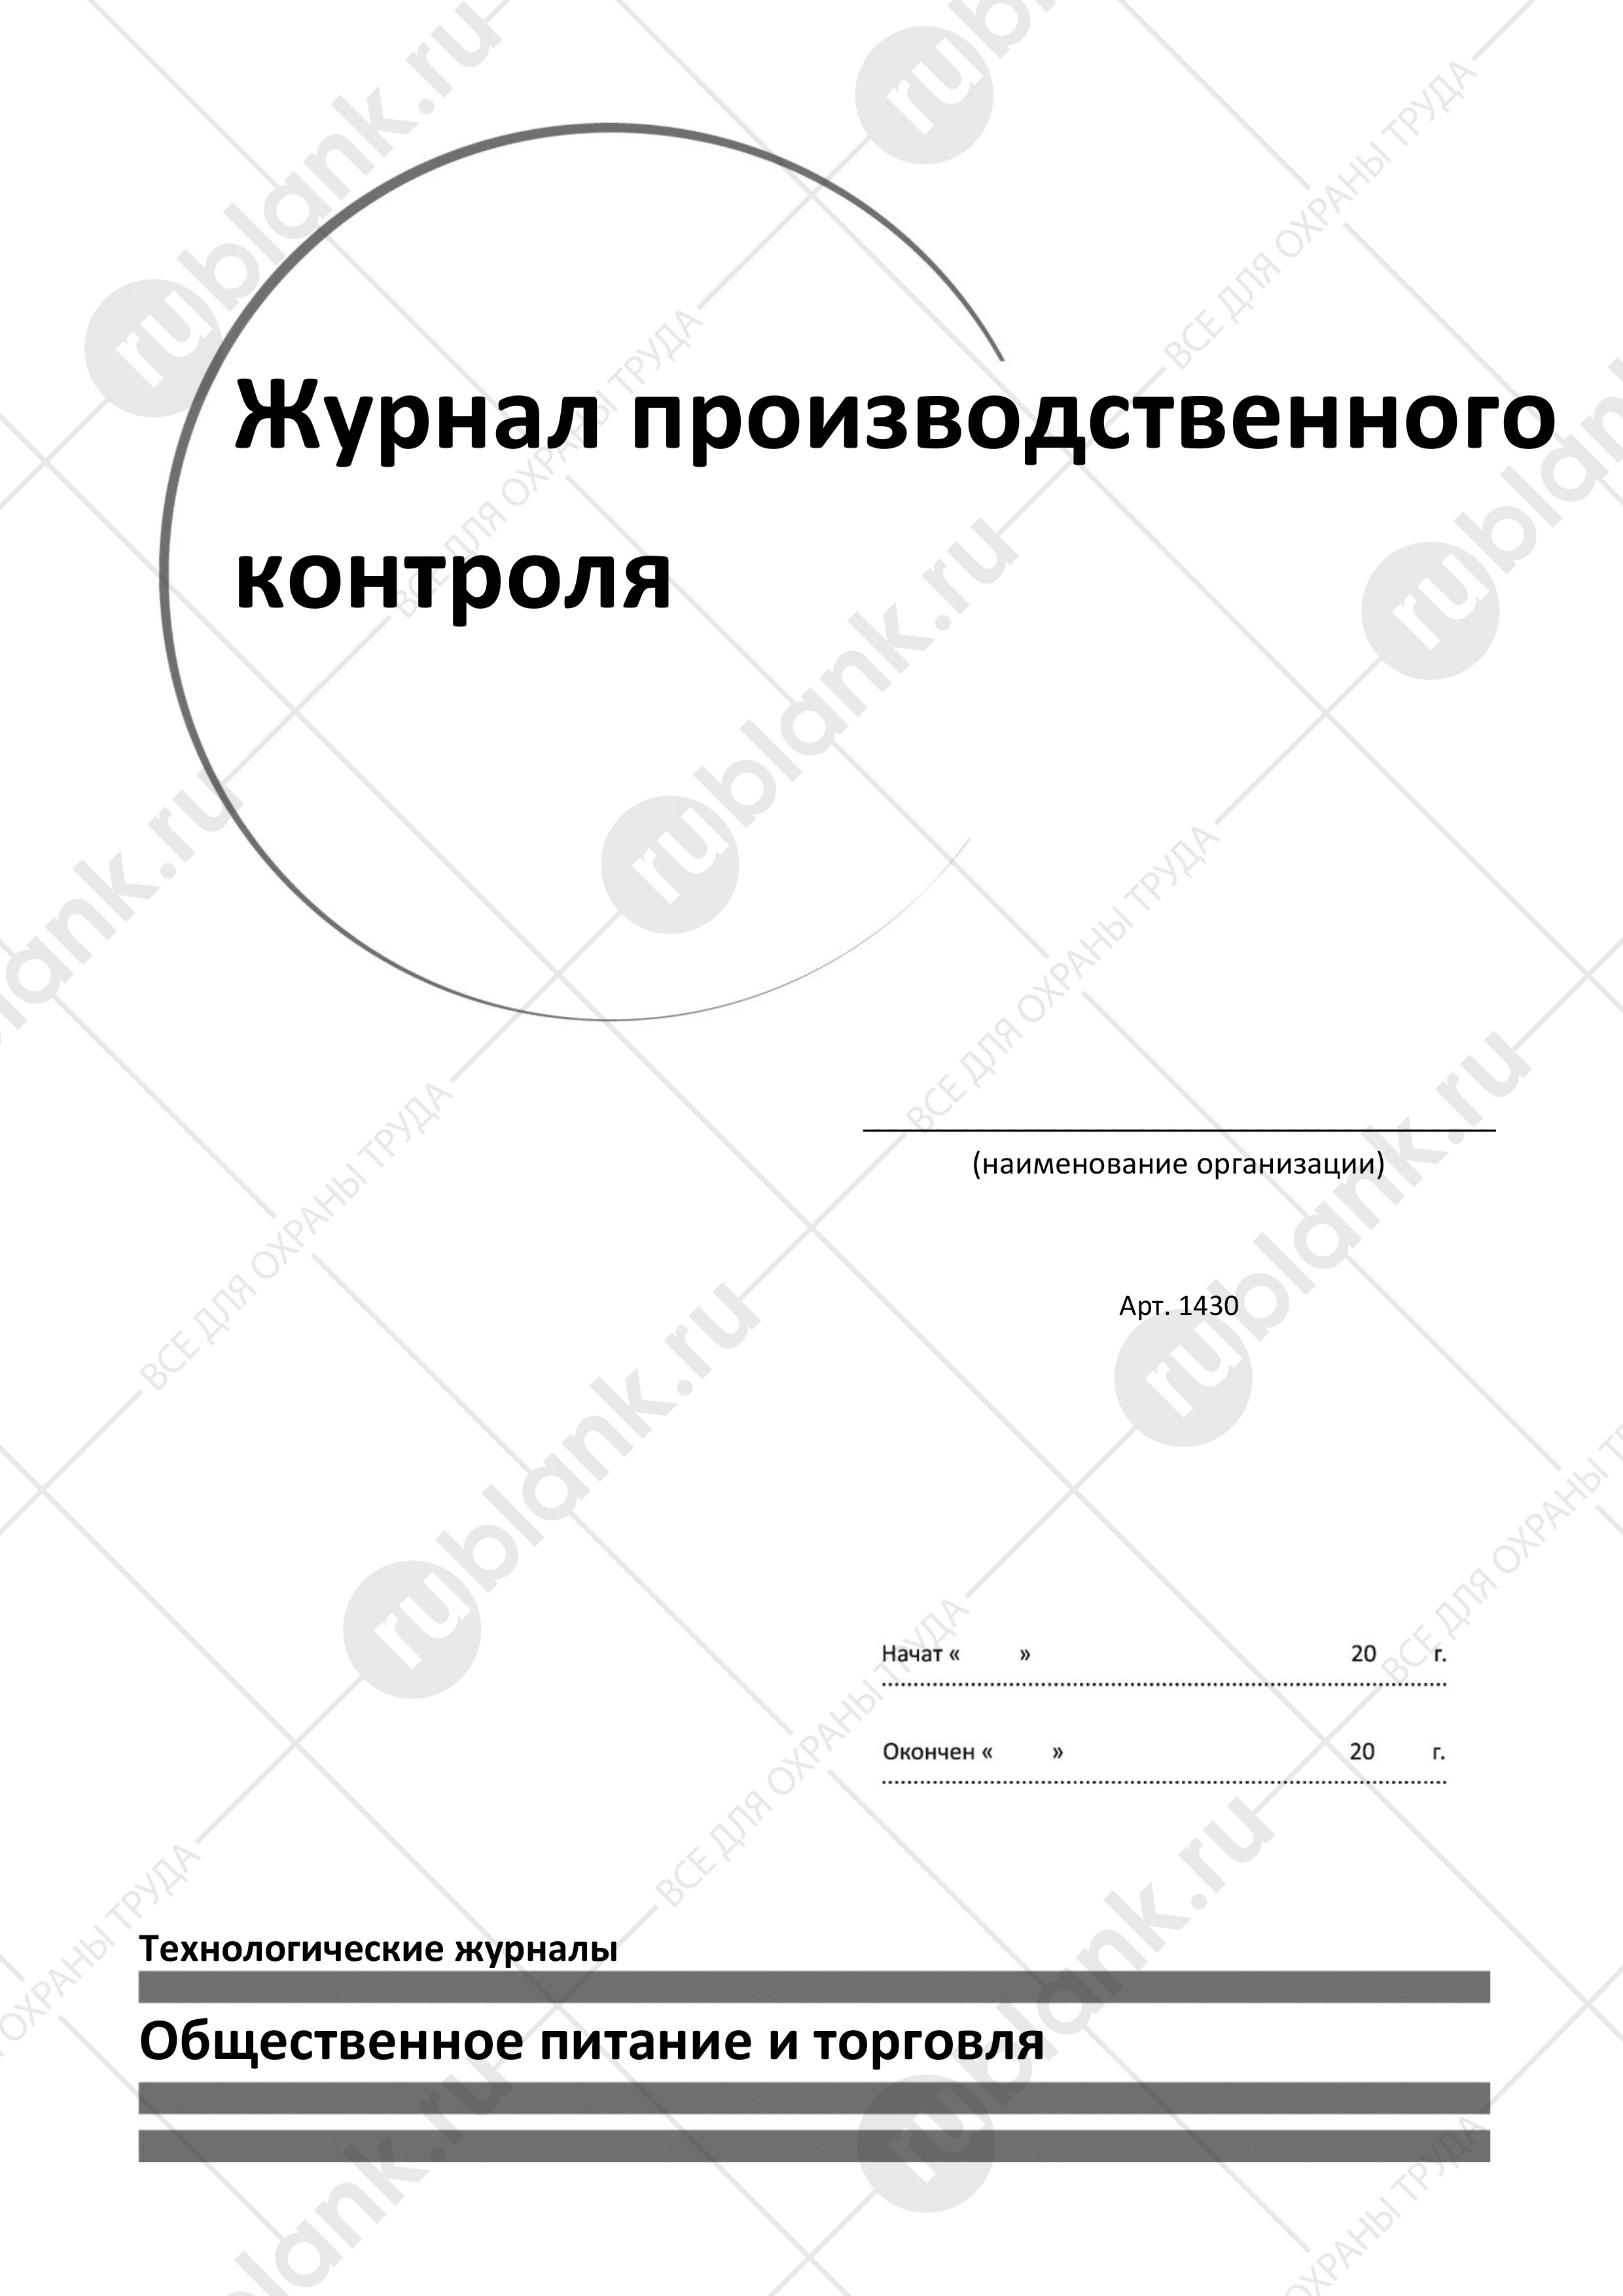 Журнал производственного
контроля
(наименование организации)
Арт. 1430
Начат « » 20 г.
Окончен « » 20 г.
Технологические журналы
Общественное питание и торговля
rublank.ru
ВСЕ ДЛЯ ОХРАНЫ ТРУДА